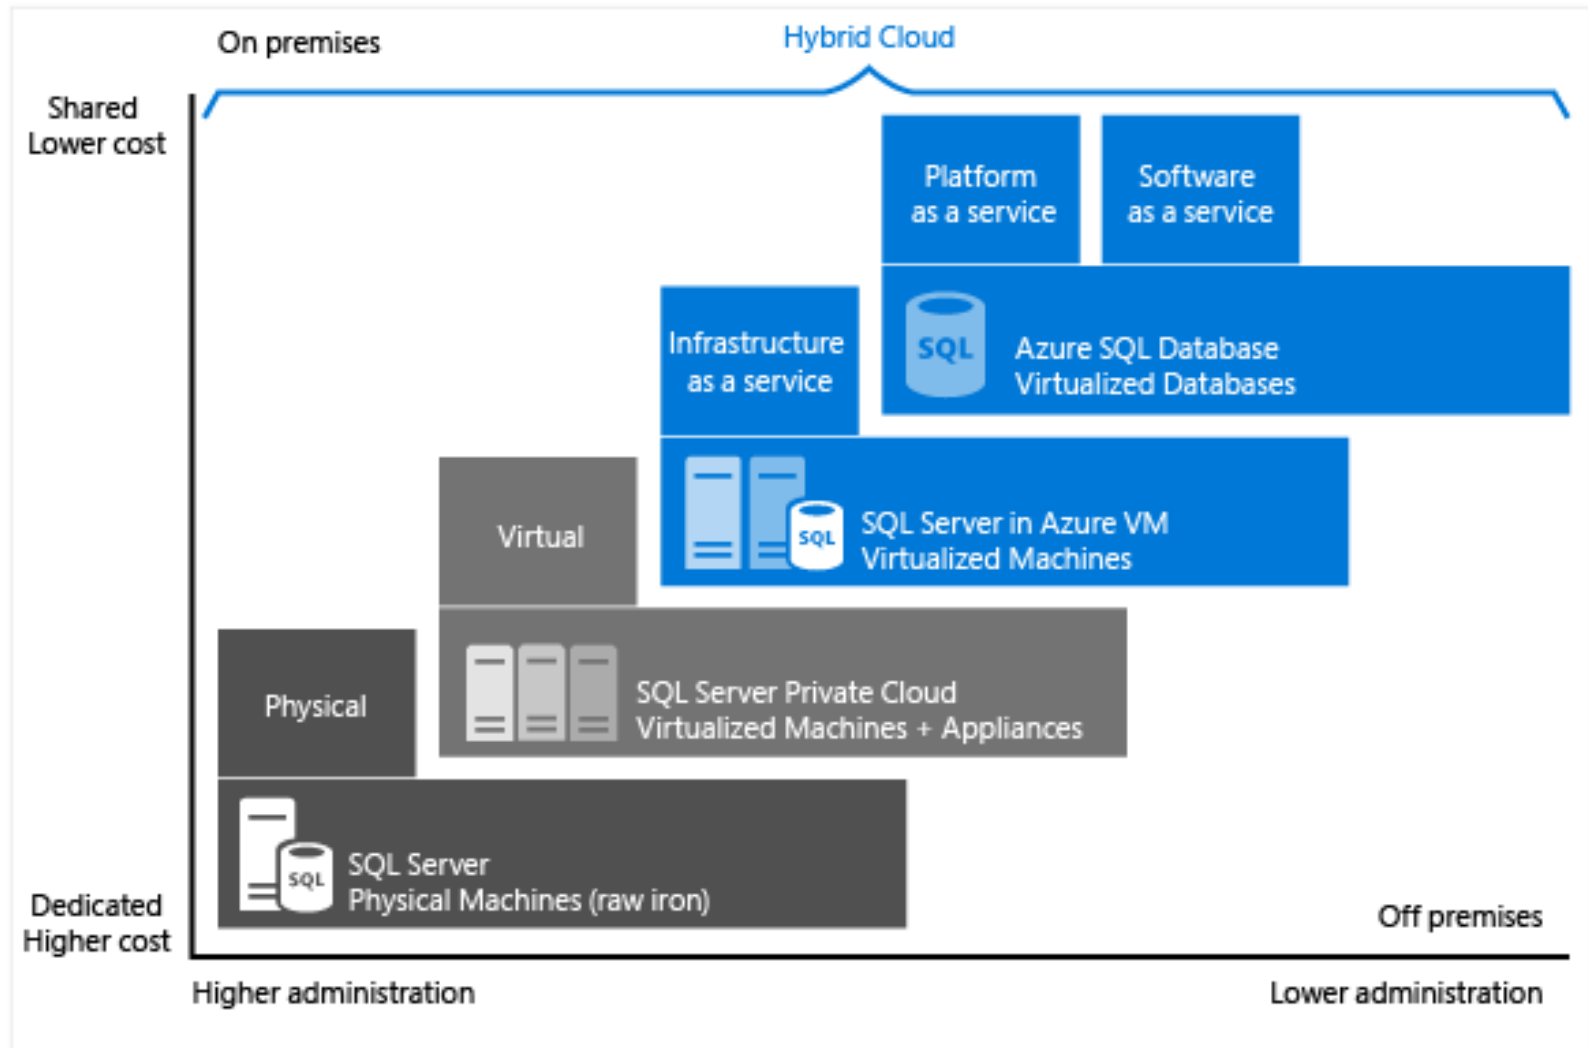 On premises
Hybrid Cloud
Shared
Lower cost
Platform
as a service
Software
as a service
Infrastructure
as a service
SQL
Azure SQL Database
Virtualized Databases
Virtual
SQL
SQL Server in Azure VM
Virtualized Machines
Physical
SQL Server Private Cloud
Virtualized Machines + Appliances
SQL
SQL Server
Physical Machines (raw iron)
Dedicated
Higher cost
Off premises
Higher administration
Lower administration